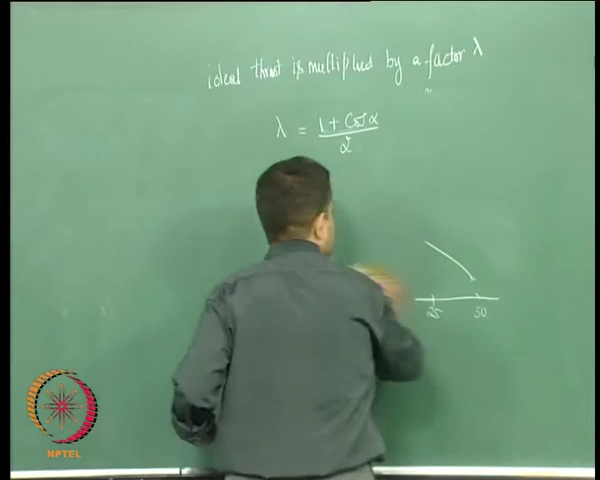 ideal thrust is multiplied by a factor λ
λ = 1 + Cos α / 2
25 30
NPTEL